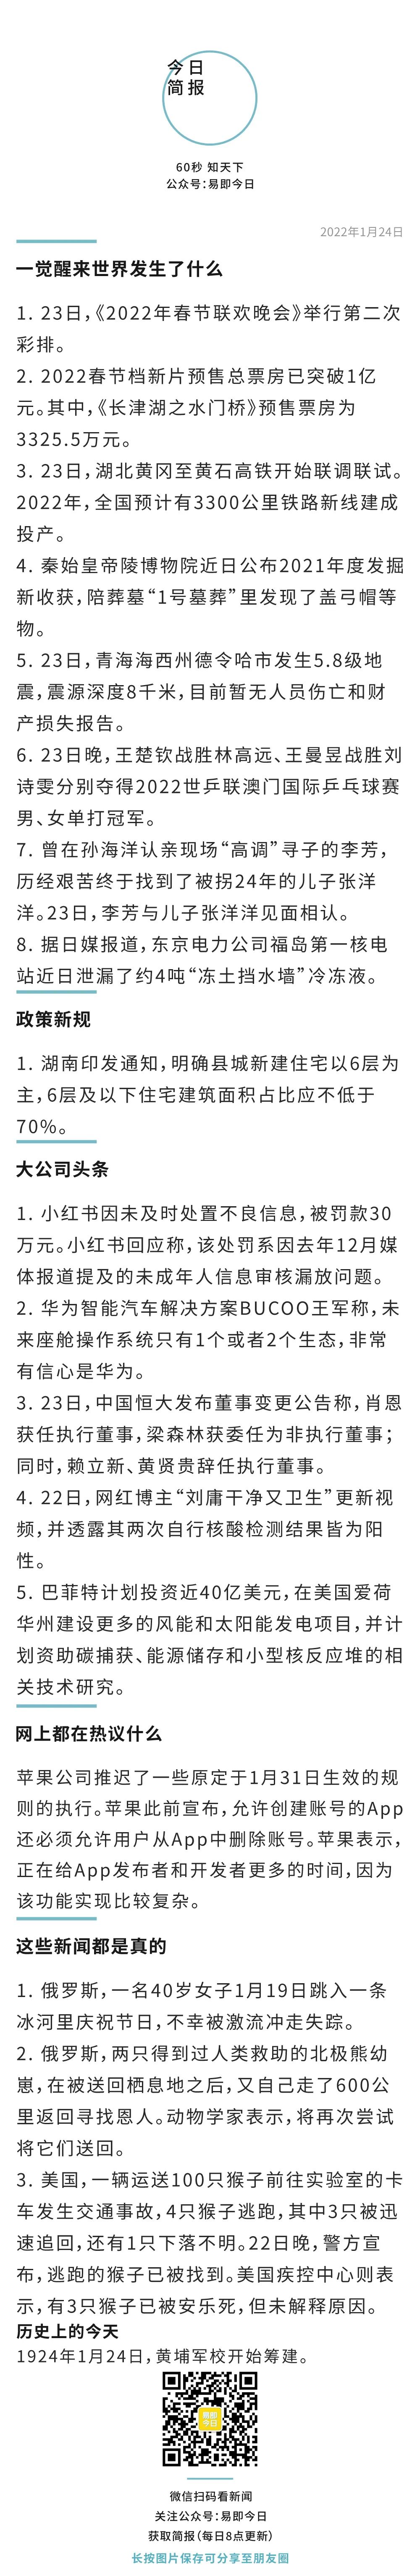 今日
简报
60秒 知天下
公众号：易即今日
2022年1月24日
一觉醒来世界发生了什么
1. 23日，《2022年春节联欢晚会》举行第二次
彩排。
2. 2022春节档新片预售总票房已突破1亿
元。其中，《长津湖之水门桥》预售票房为
3325.5万元。
3. 23日，湖北黄冈至黄石高铁开始联调联试。
2022年，全国预计有3300公里铁路新线建成
投产。
4. 秦始皇帝陵博物院近日公布2021年度发掘
新收获，陪葬墓“1号墓葬”里发现了盖弓帽等
物。
5. 23日，青海海西州德令哈市发生5.8级地
震，震源深度8千米，目前暂无人员伤亡和财
产损失报告。
6. 23日晚，王楚钦战胜林高远、王曼昱战胜刘
诗雯分别夺得2022世乒联澳门国际乒乓球赛
男、女单打冠军。
7. 曾在孙海洋认亲现场“高调”寻子的李芳，
历经艰苦终于找到了被拐24年的儿子张洋
洋。23日，李芳与儿子张洋洋见面相认。
8. 据日媒报道，东京电力公司福岛第一核电
站近日泄漏了约4吨“冻土挡水墙”冷冻液。
政策新规
1. 湖南印发通知，明确县城新建住宅以6层为
主，6层及以下住宅建筑面积占比应不低于
70%。
大公司头条
1. 小红书因未及时处置不良信息，被罚款30
万元。小红书回应称，该处罚系因去年12月媒
体报道提及的未成年人信息审核漏放问题。
2. 华为智能汽车解决方案BUCOO王军称，未
来座舱操作系统只有1个或者2个生态，非常
有信心是华为。
3. 23日，中国恒大发布董事变更公告称，肖恩
获任执行董事，梁森林获委任为非执行董事；
同时，赖立新、黄贤贵辞任执行董事。
4. 22日，网红博主“刘庸干净又卫生”更新视
频，并透露其两次自行核酸检测结果皆为阳
性。
5. 巴菲特计划投资近40亿美元，在美国爱荷
华州建设更多的风能和太阳能发电项目，并计
划资助碳捕获、能源储存和小型核反应堆的相
关技术研究。
网上都在热议什么
苹果公司推迟了一些原定于1月31日生效的规
则的执行。苹果此前宣布，允许创建账号的App
还必须允许用户从App中删除账号。苹果表示，
正在给App发布者和开发者更多的时间，因为
该功能实现比较复杂。
这些新闻都是真的
1. 俄罗斯，一名40岁女子1月19日跳入一条
冰河里庆祝节日，不幸被激流冲走失踪。
2. 俄罗斯，两只得到过人类救助的北极熊幼
崽，在被送回栖息地之后，又自己走了600公
里返回寻找恩人。动物学家表示，将再次尝试
将它们送回。
3. 美国，一辆运送100只猴子前往实验室的卡
车发生交通事故，4只猴子逃跑，其中3只被迅
速追回，还有1只下落不明。22日晚，警方宣
布，逃跑的猴子已被找到。美国疾控中心则表
示，有3只猴子已被安乐死，但未解释原因。
历史上的今天
1924年1月24日，黄埔军校开始筹建。
易即
今日
微信扫码看新闻
关注公众号：易即今日
获取简报（每日8点更新）
长按图片保存可分享至朋友圈